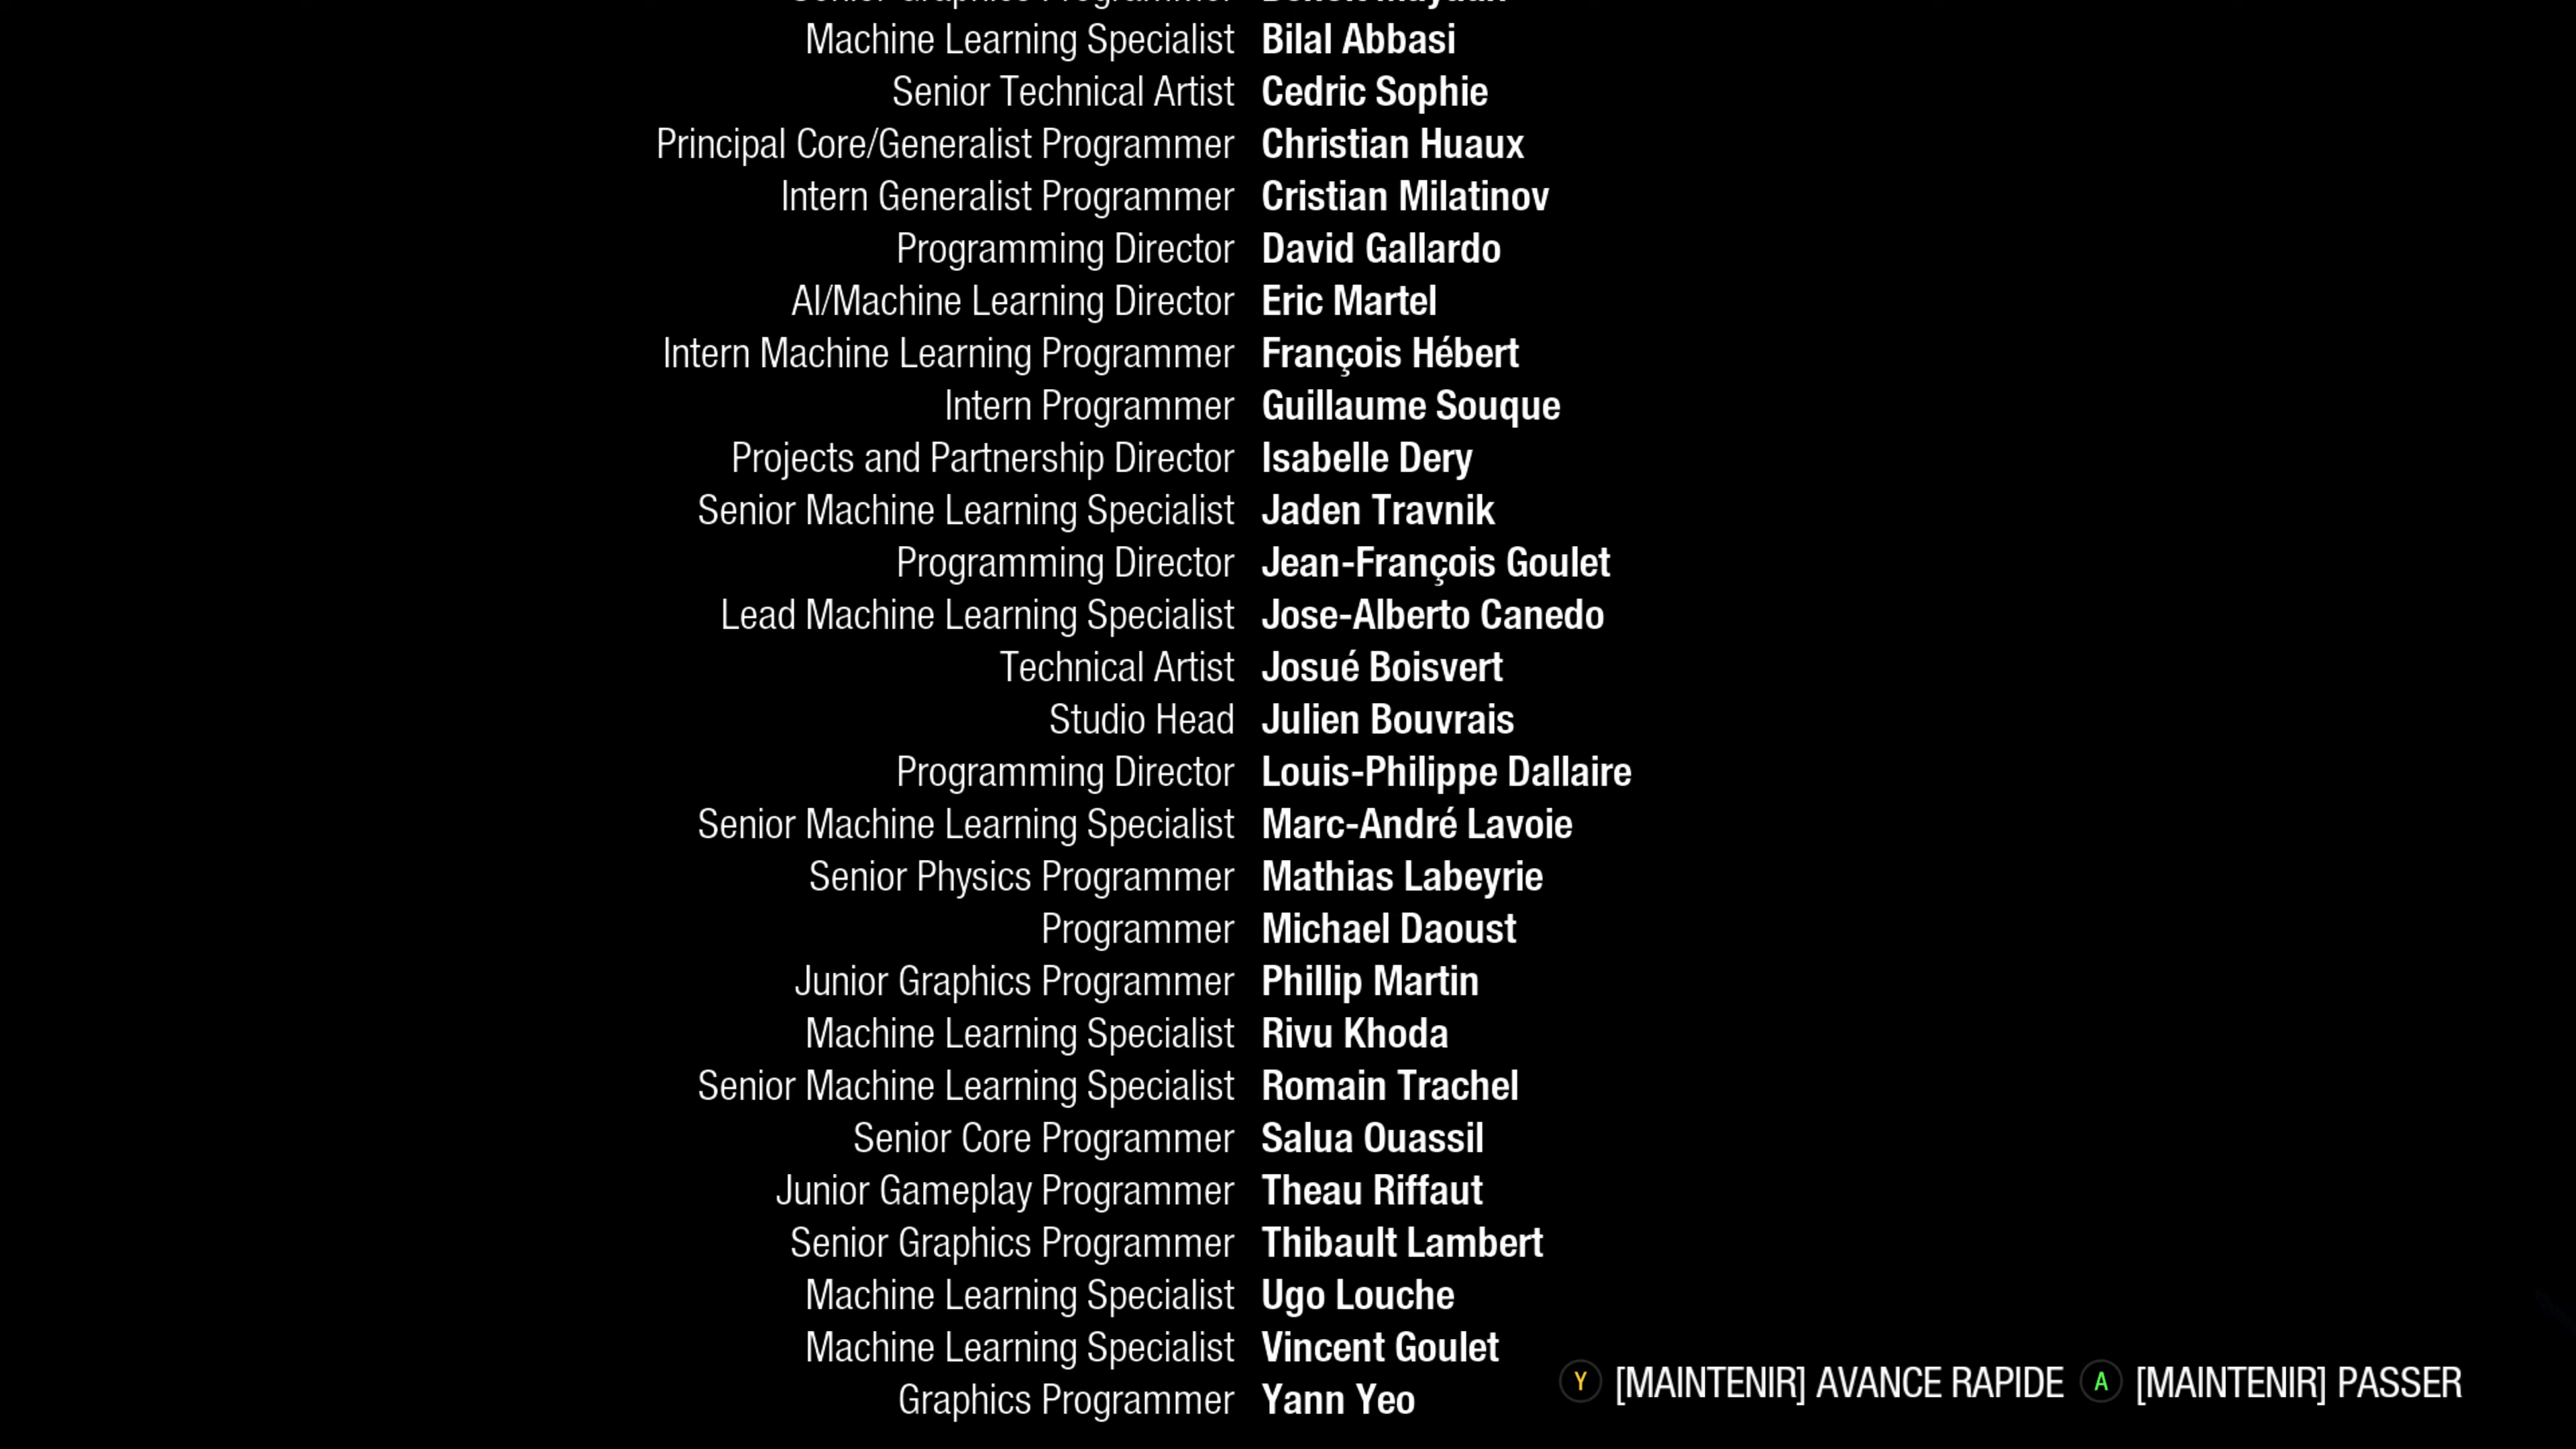 Machine Learning Specialist Bilal Abbasi
Senior Technical Artist Cedric Sophie
Principal Core/Generalist Programmer Christian Huaux
Intern Generalist Programmer Cristian Milatinov
Programming Director David Gallardo
AI/Machine Learning Director Eric Martel
Intern Machine Learning Programmer François Hébert
Intern Programmer Guillaume Souque
Projects and Partnership Director Isabelle Dery
Senior Machine Learning Specialist Jaden Travnik
Programming Director Jean-François Goulet
Lead Machine Learning Specialist Jose-Alberto Canedo
Technical Artist Josué Boisvert
Studio Head Julien Bouvrais
Programming Director Louis-Philippe Dallaire
Senior Machine Learning Specialist Marc-André Lavoie
Senior Physics Programmer Mathias Labeyrie
Programmer Michael Daoust
Junior Graphics Programmer Phillip Martin
Machine Learning Specialist Rivu Khoda
Senior Machine Learning Specialist Romain Trachel
Senior Core Programmer Salua Ouassil
Junior Gameplay Programmer Theau Riffaut
Senior Graphics Programmer Thibault Lambert
Machine Learning Specialist Ugo Louche
Machine Learning Specialist Vincent Goulet
Graphics Programmer Yann Yeo
Y [MAINTENIR] AVANCE RAPIDE A [MAINTENIR] PASSER